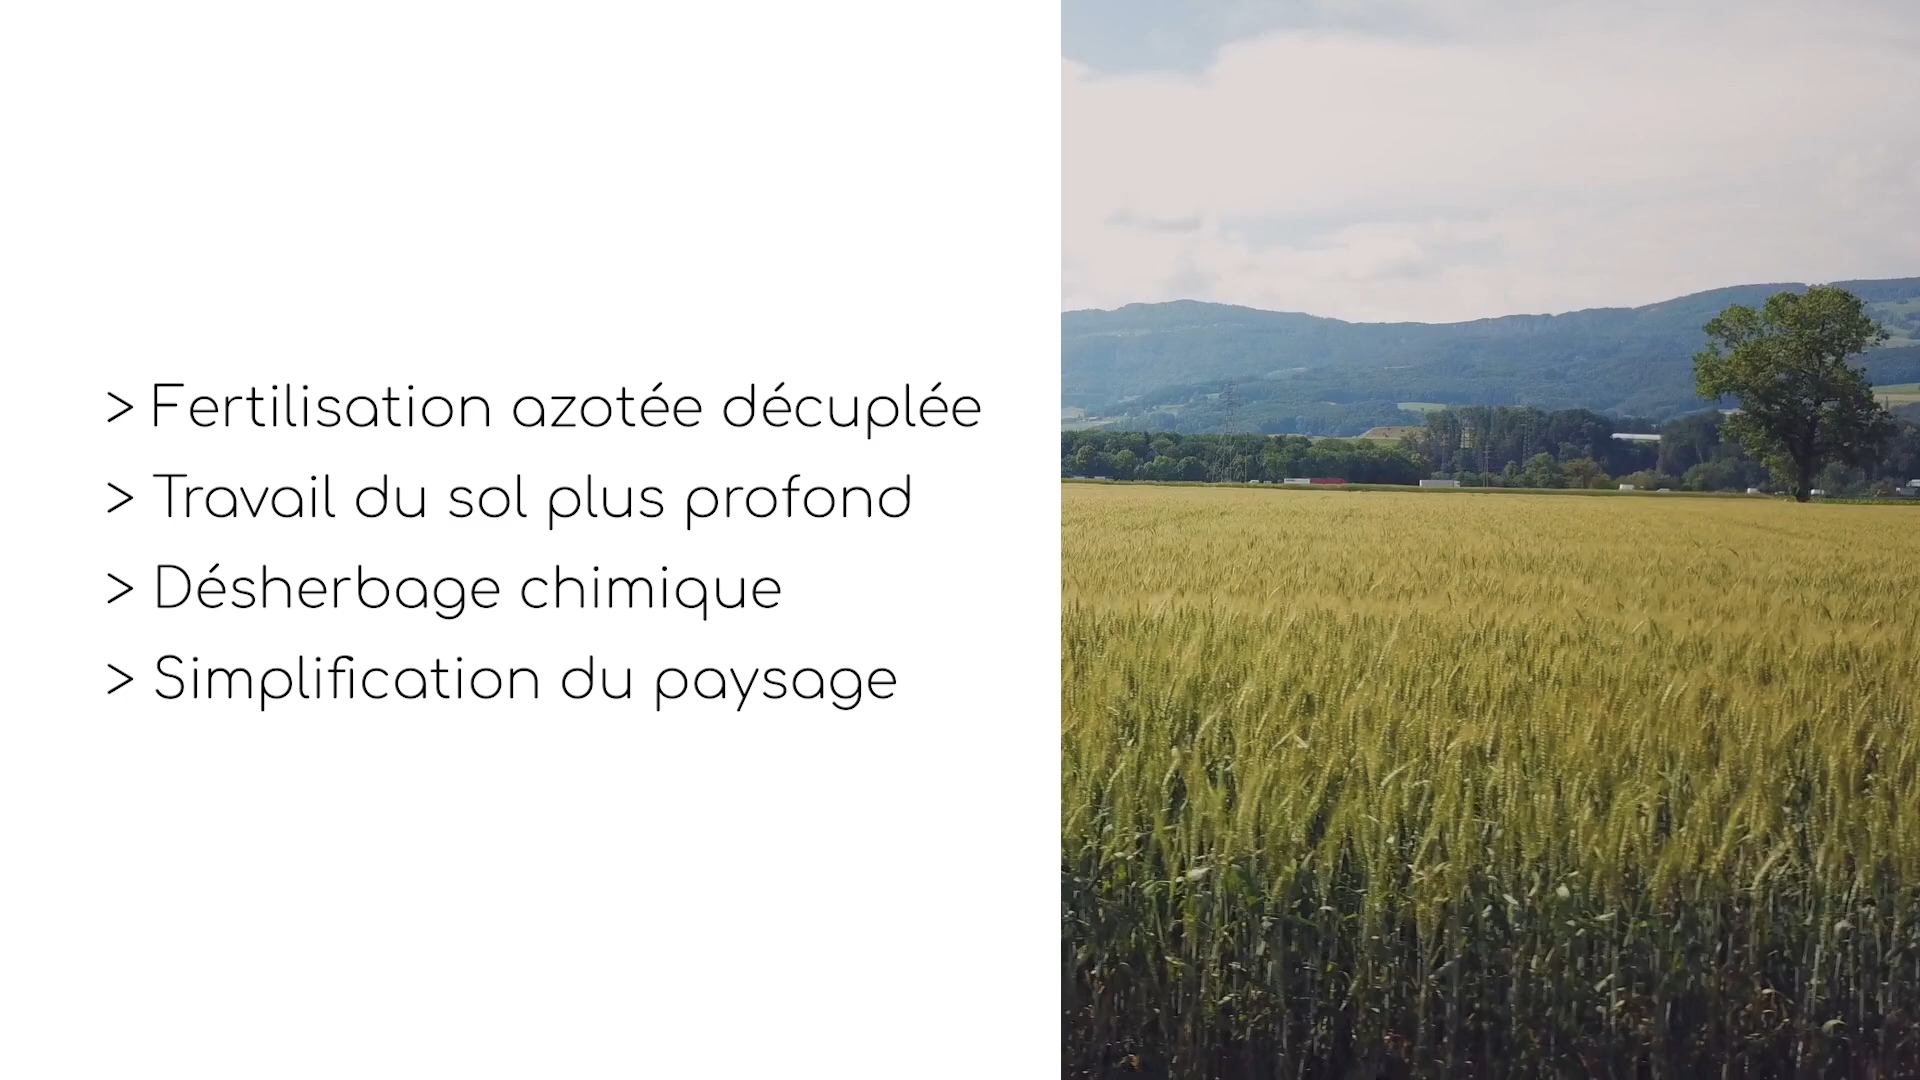 > Fertilisation azotée décuplée
> Travail du sol plus profond
> Désherbage chimique
> Simplification du paysage